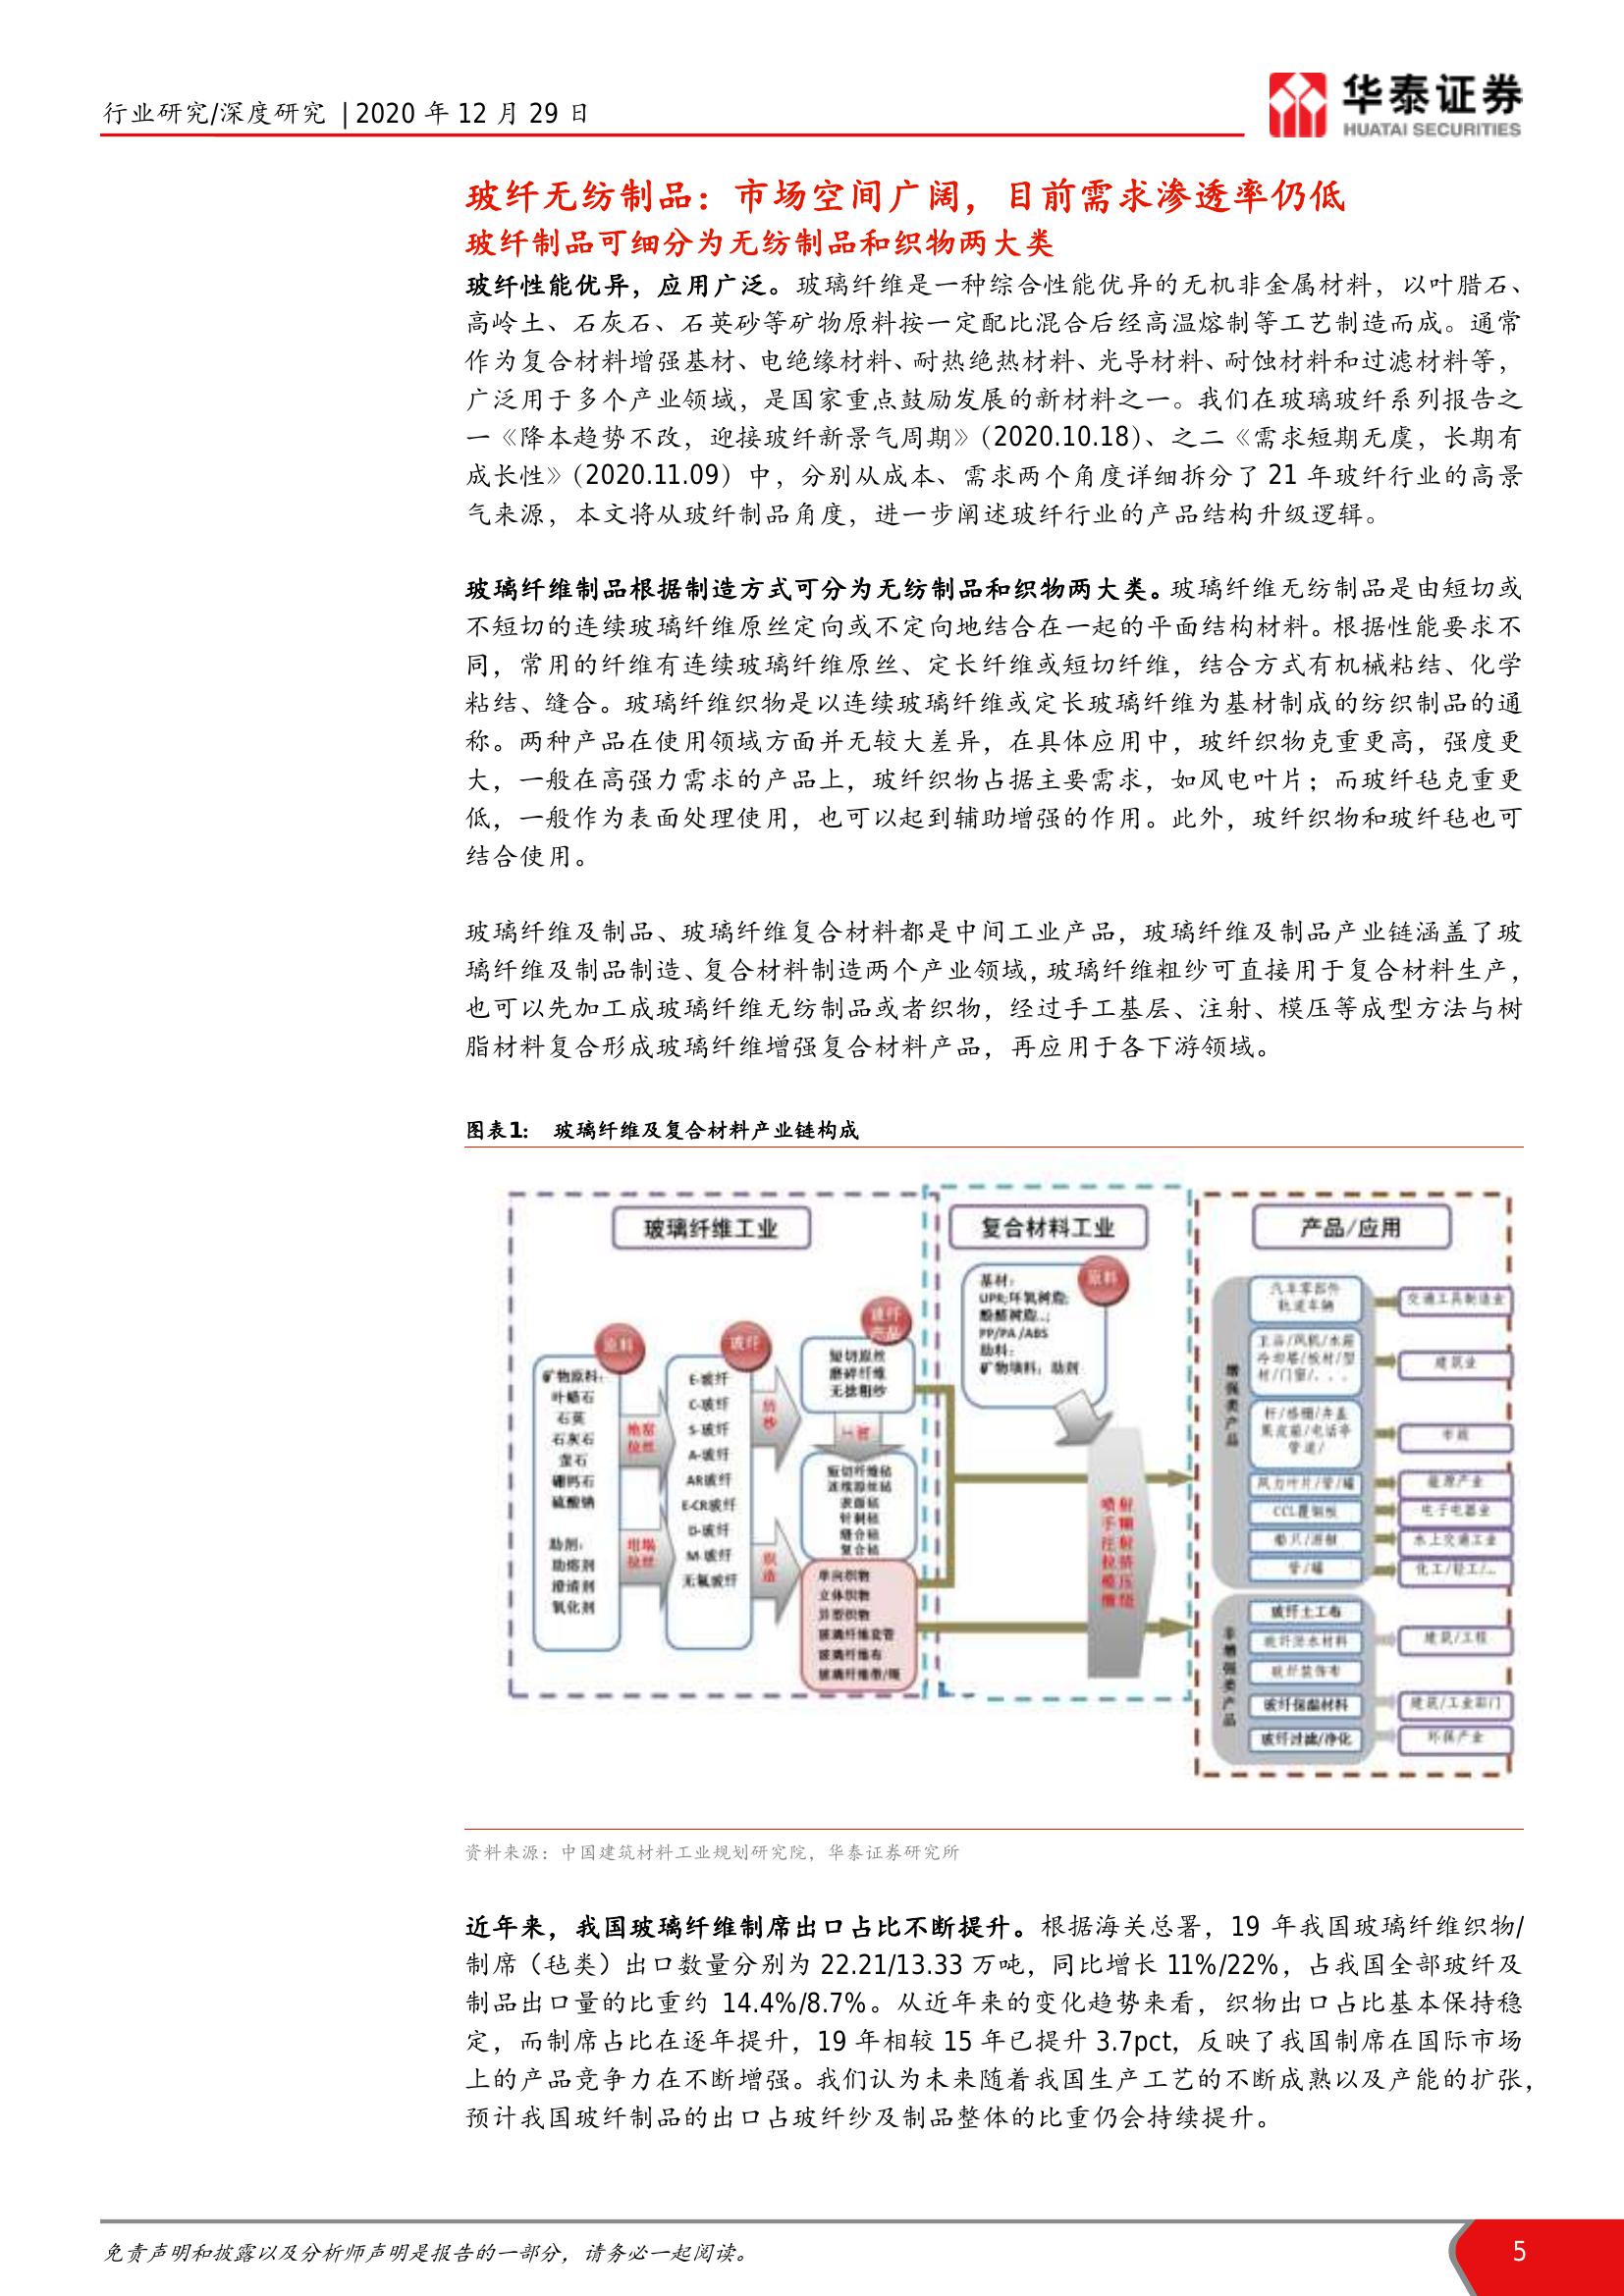 行业研究/深度研究 | 2020 年 12 月 29 日
华泰证券
HUATAI SECURITIES
玻纤无纺制品：市场空间广阔，目前需求渗透率仍低
玻纤制品可细分为无纺制品和织物两大类
玻纤性能优异，应用广泛。玻璃纤维是一种综合性能优异的无机非金属材料，以叶腊石、
高岭土、石灰石、石英砂等矿物原料按一定配比混合后经高温熔制等工艺制造而成。通常
作为复合材料增强基材、电绝缘材料、耐热绝热材料、光导材料、耐蚀材料和过滤材料等，
广泛用于多个产业领域，是国家重点鼓励发展的新材料之一。我们在玻璃玻纤系列报告之
一《降本趋势不改，迎接玻纤新景气周期》（2020.10.18）、之二《需求短期无虞，长期有
成长性》（2020.11.09）中，分别从成本、需求两个角度详细拆分了 21 年玻纤行业的高景
气来源，本文将从玻纤制品角度，进一步阐述玻纤行业的产品结构升级逻辑。
玻璃纤维制品根据制造方式可分为无纺制品和织物两大类。玻璃纤维无纺制品是由短切或
不短切的连续玻璃纤维原丝定向或不定向地结合在一起的平面结构材料。根据性能要求不
同，常用的纤维有连续玻璃纤维原丝、定长纤维或短切纤维，结合方式有机械粘结、化学
粘结、缝合。玻璃纤维织物是以连续玻璃纤维或定长玻璃纤维为基材制成的纺织制品的通
称。两种产品在使用领域方面并无较大差异，在具体应用中，玻纤织物克重更高，强度更
大，一般在高强力需求的产品上，玻纤织物占据主要需求，如风电叶片；而玻纤毡克重更
低，一般作为表面处理使用，也可以起到辅助增强的作用。此外，玻纤织物和玻纤毡也可
结合使用。
玻璃纤维及制品、玻璃纤维复合材料都是中间工业产品，玻璃纤维及制品产业链涵盖了玻
璃纤维及制品制造、复合材料制造两个产业领域，玻璃纤维粗纱可直接用于复合材料生产，
也可以先加工成玻璃纤维无纺制品或者织物，经过手工基层、注射、模压等成型方法与树
脂材料复合形成玻璃纤维增强复合材料产品，再应用于各下游领域。
图表1： 玻璃纤维及复合材料产业链构成
玻璃纤维工业
原料
矿物原料：
叶蜡石
石英
石灰石
萤石
硼钙石
硫酸钠
助剂：
助熔剂
澄清剂
氧化剂
池窑
拉丝
坩埚
拉丝
玻纤
E-玻纤
C-玻纤
S-玻纤
A-玻纤
AR玻纤
E-CR玻纤
D-玻纤
M-玻纤
无氟玻纤
纺
纱
织
造
玻纤
产品
短切原丝
磨碎纤维
无捻粗纱
短切纤维毡
连续原丝毡
表面毡
针刺毡
缝合毡
复合毡
单向织物
立体织物
异型织物
玻璃纤维套管
玻璃纤维布
玻璃纤维带/绳
复合材料工业
原料
基材：
UPR;环氧树脂;
酚醛树脂..;
PP/PA /ABS
助料：
矿物填料；助剂
产品/应用
增强类产品
汽车零部件
轨道车辆
交通工具制造业
建筑业
市政
风力叶片/管/罐
能源产业
CCL覆铜板
电子电器业
船只/游艇
水上交通工业
管/罐
化工/轻工/..
非增强类产品
玻纤土工布
玻纤防水材料
玻纤装饰布
建筑/工程
玻纤保温材料
建筑/工业部门
玻纤过滤/净化
环保产业
资料来源：中国建筑材料工业规划研究院，华泰证券研究所
近年来，我国玻璃纤维制席出口占比不断提升。根据海关总署，19 年我国玻璃纤维织物/
制席（毡类）出口数量分别为 22.21/13.33 万吨，同比增长 11%/22%，占我国全部玻纤及
制品出口量的比重约 14.4%/8.7%。从近年来的变化趋势来看，织物出口占比基本保持稳
定，而制席占比在逐年提升，19 年相较 15 年已提升 3.7pct，反映了我国制席在国际市场
上的产品竞争力在不断增强。我们认为未来随着我国生产工艺的不断成熟以及产能的扩张，
预计我国玻纤制品的出口占玻纤纱及制品整体的比重仍会持续提升。
免责声明和披露以及分析师声明是报告的一部分，请务必一起阅读。
5